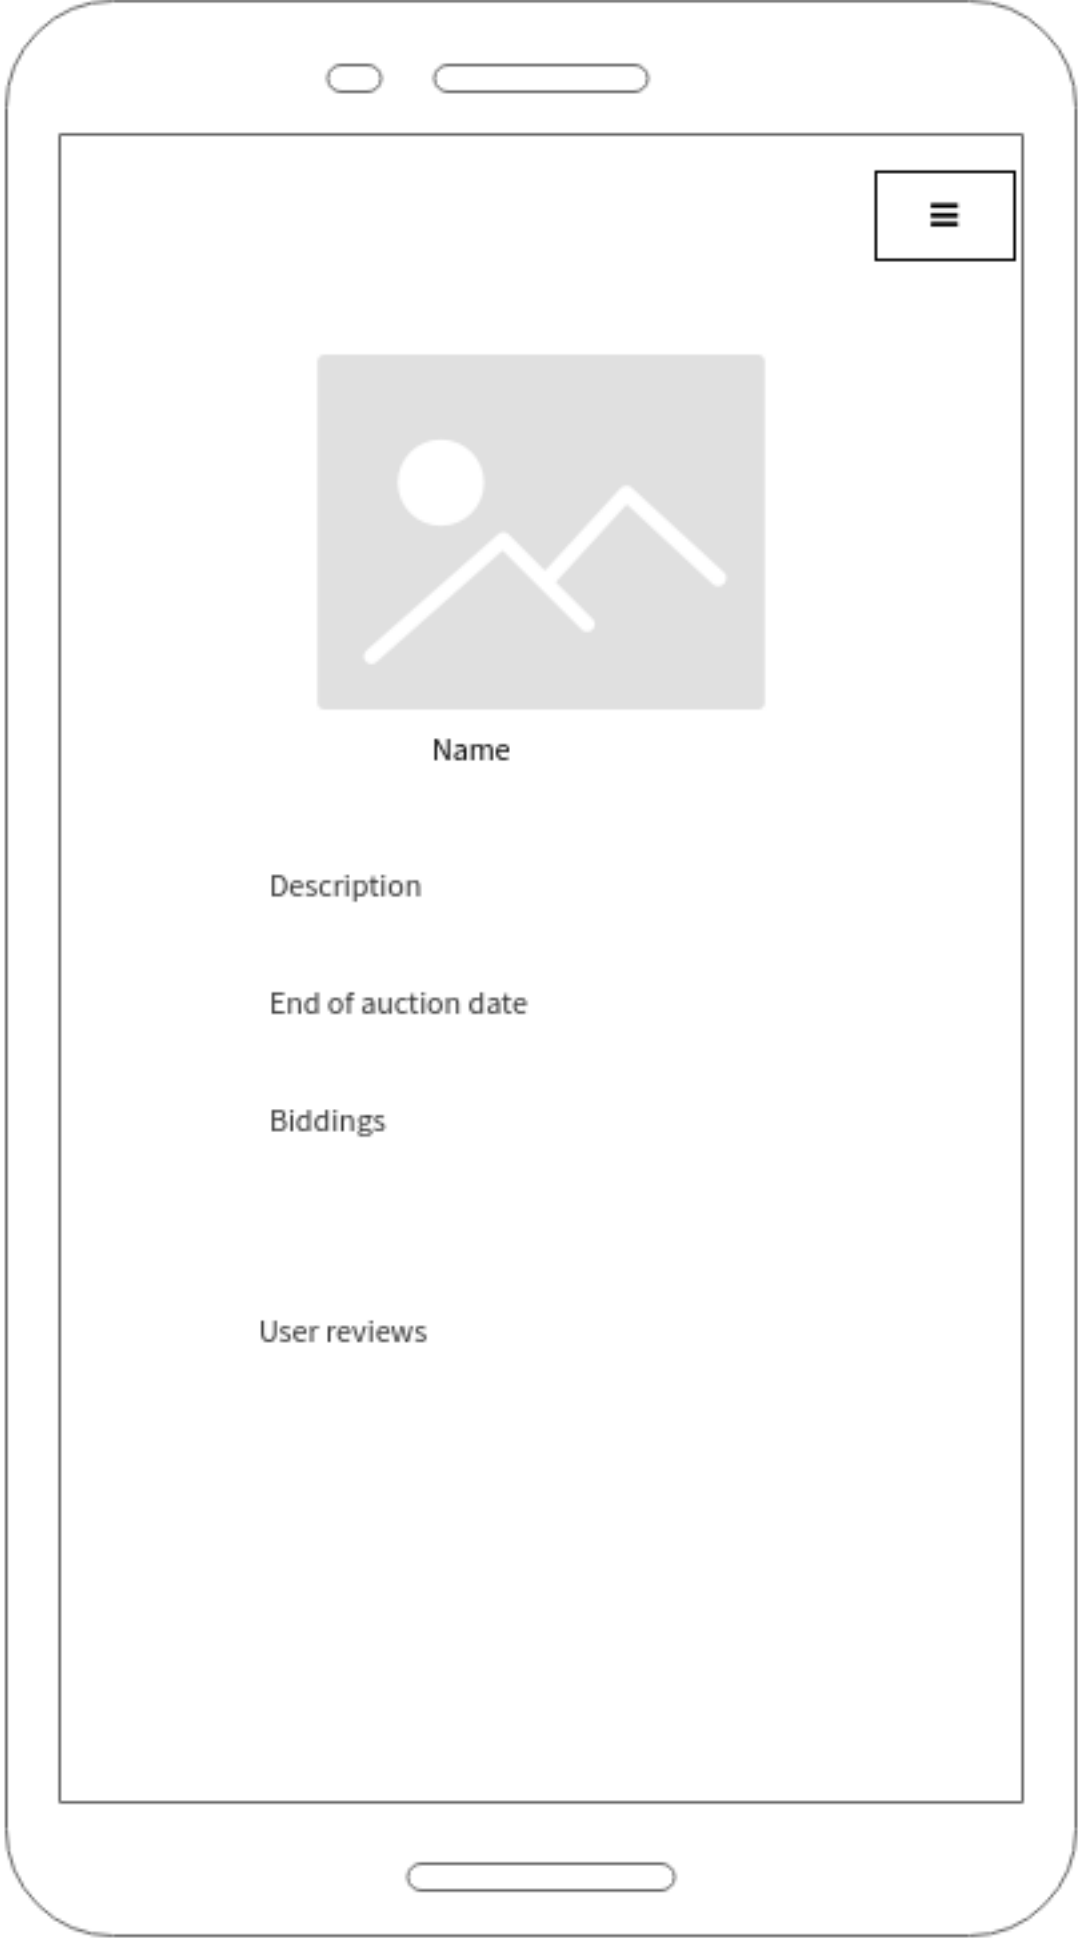 Name
Description
End of auction date
Biddings
User reviews